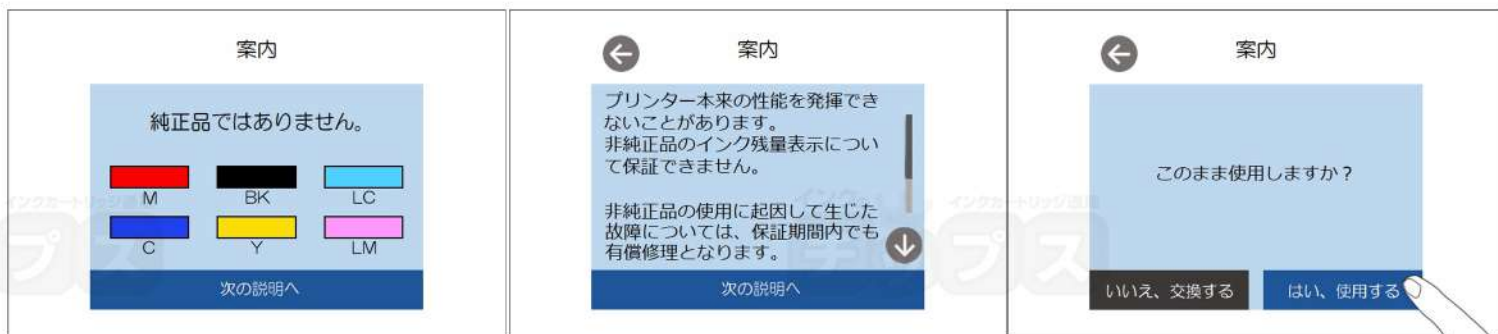 案内
純正品ではありません。
M
BK
LC
C
Y
LM
次の説明へ
案内
プリンター本来の性能を発揮でき
ないことがあります。
非純正品のインク残量表示につい
て保証できません。
非純正品の使用に起因して生じた
故障については、保証期間内でも
有償修理となります。
次の説明へ
案内
このまま使用しますか？
いいえ、交換する
はい、使用する